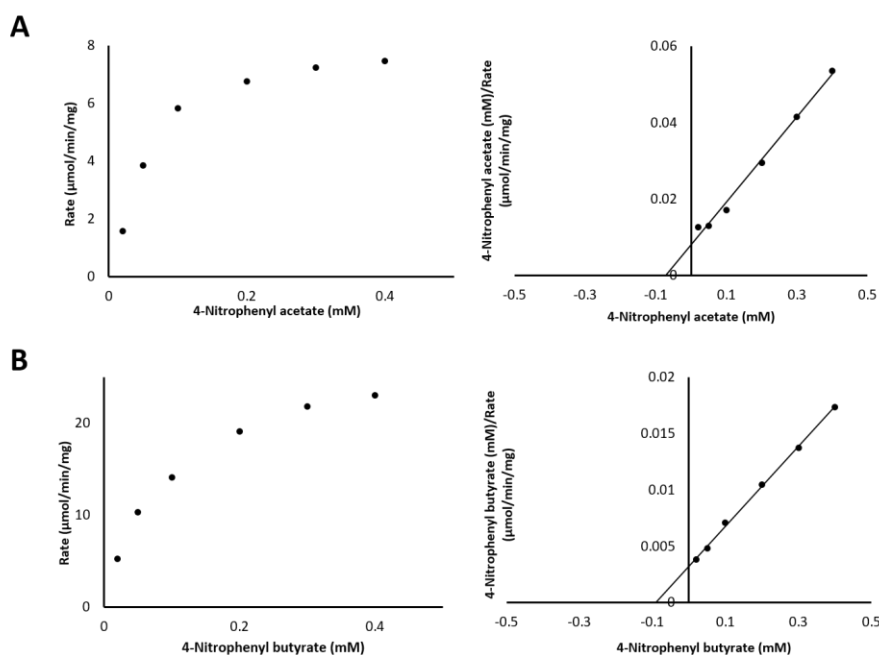 A
Rate (µmol/min/mg)
8
6
4
2
0
0
0.2
0.4
4-Nitrophenyl acetate (mM)
4-Nitrophenyl acetate (mM)/Rate
(µmol/min/mg)
0.06
0.04
0.02
0
-0.5
-0.3
-0.1
0.1
0.3
0.5
4-Nitrophenyl acetate (mM)
B
Rate (µmol/min/mg)
20
10
0
0
0.2
0.4
4-Nitrophenyl butyrate (mM)
4-Nitrophenyl butyrate (mM)/Rate
(µmol/min/mg)
0.02
0.015
0.01
0.005
0
-0.5
-0.3
-0.1
0.1
0.3
0.5
4-Nitrophenyl butyrate (mM)